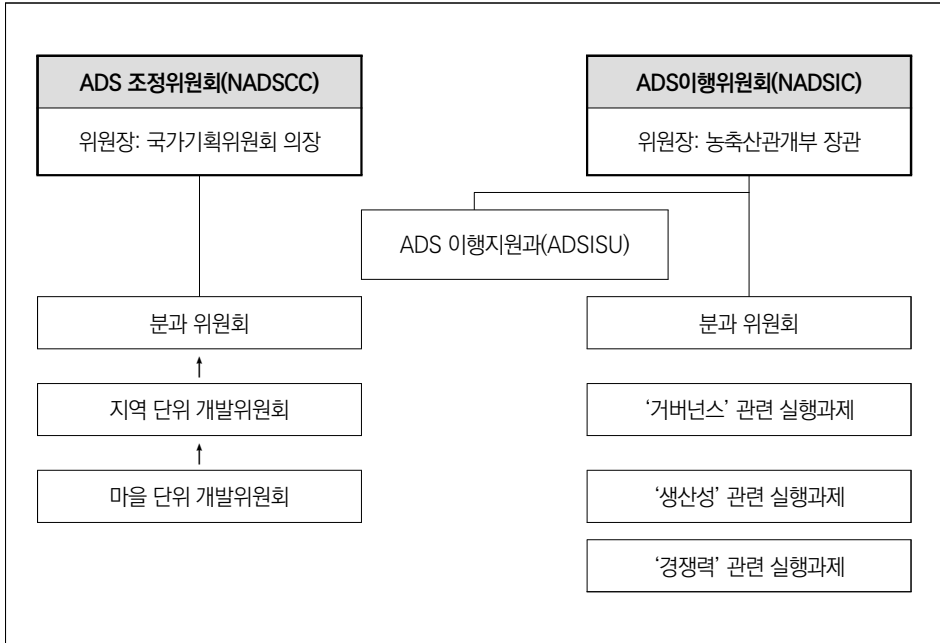 ADS 조정위원회(NADSCC)
위원장: 국가기획위원회 의장
ADS이행위원회(NADSIC)
위원장: 농축산관개부 장관
ADS 이행지원과(ADSISU)
분과 위원회
지역 단위 개발위원회
마을 단위 개발위원회
분과 위원회
‘거버넌스’ 관련 실행과제
‘생산성’ 관련 실행과제
‘경쟁력’ 관련 실행과제